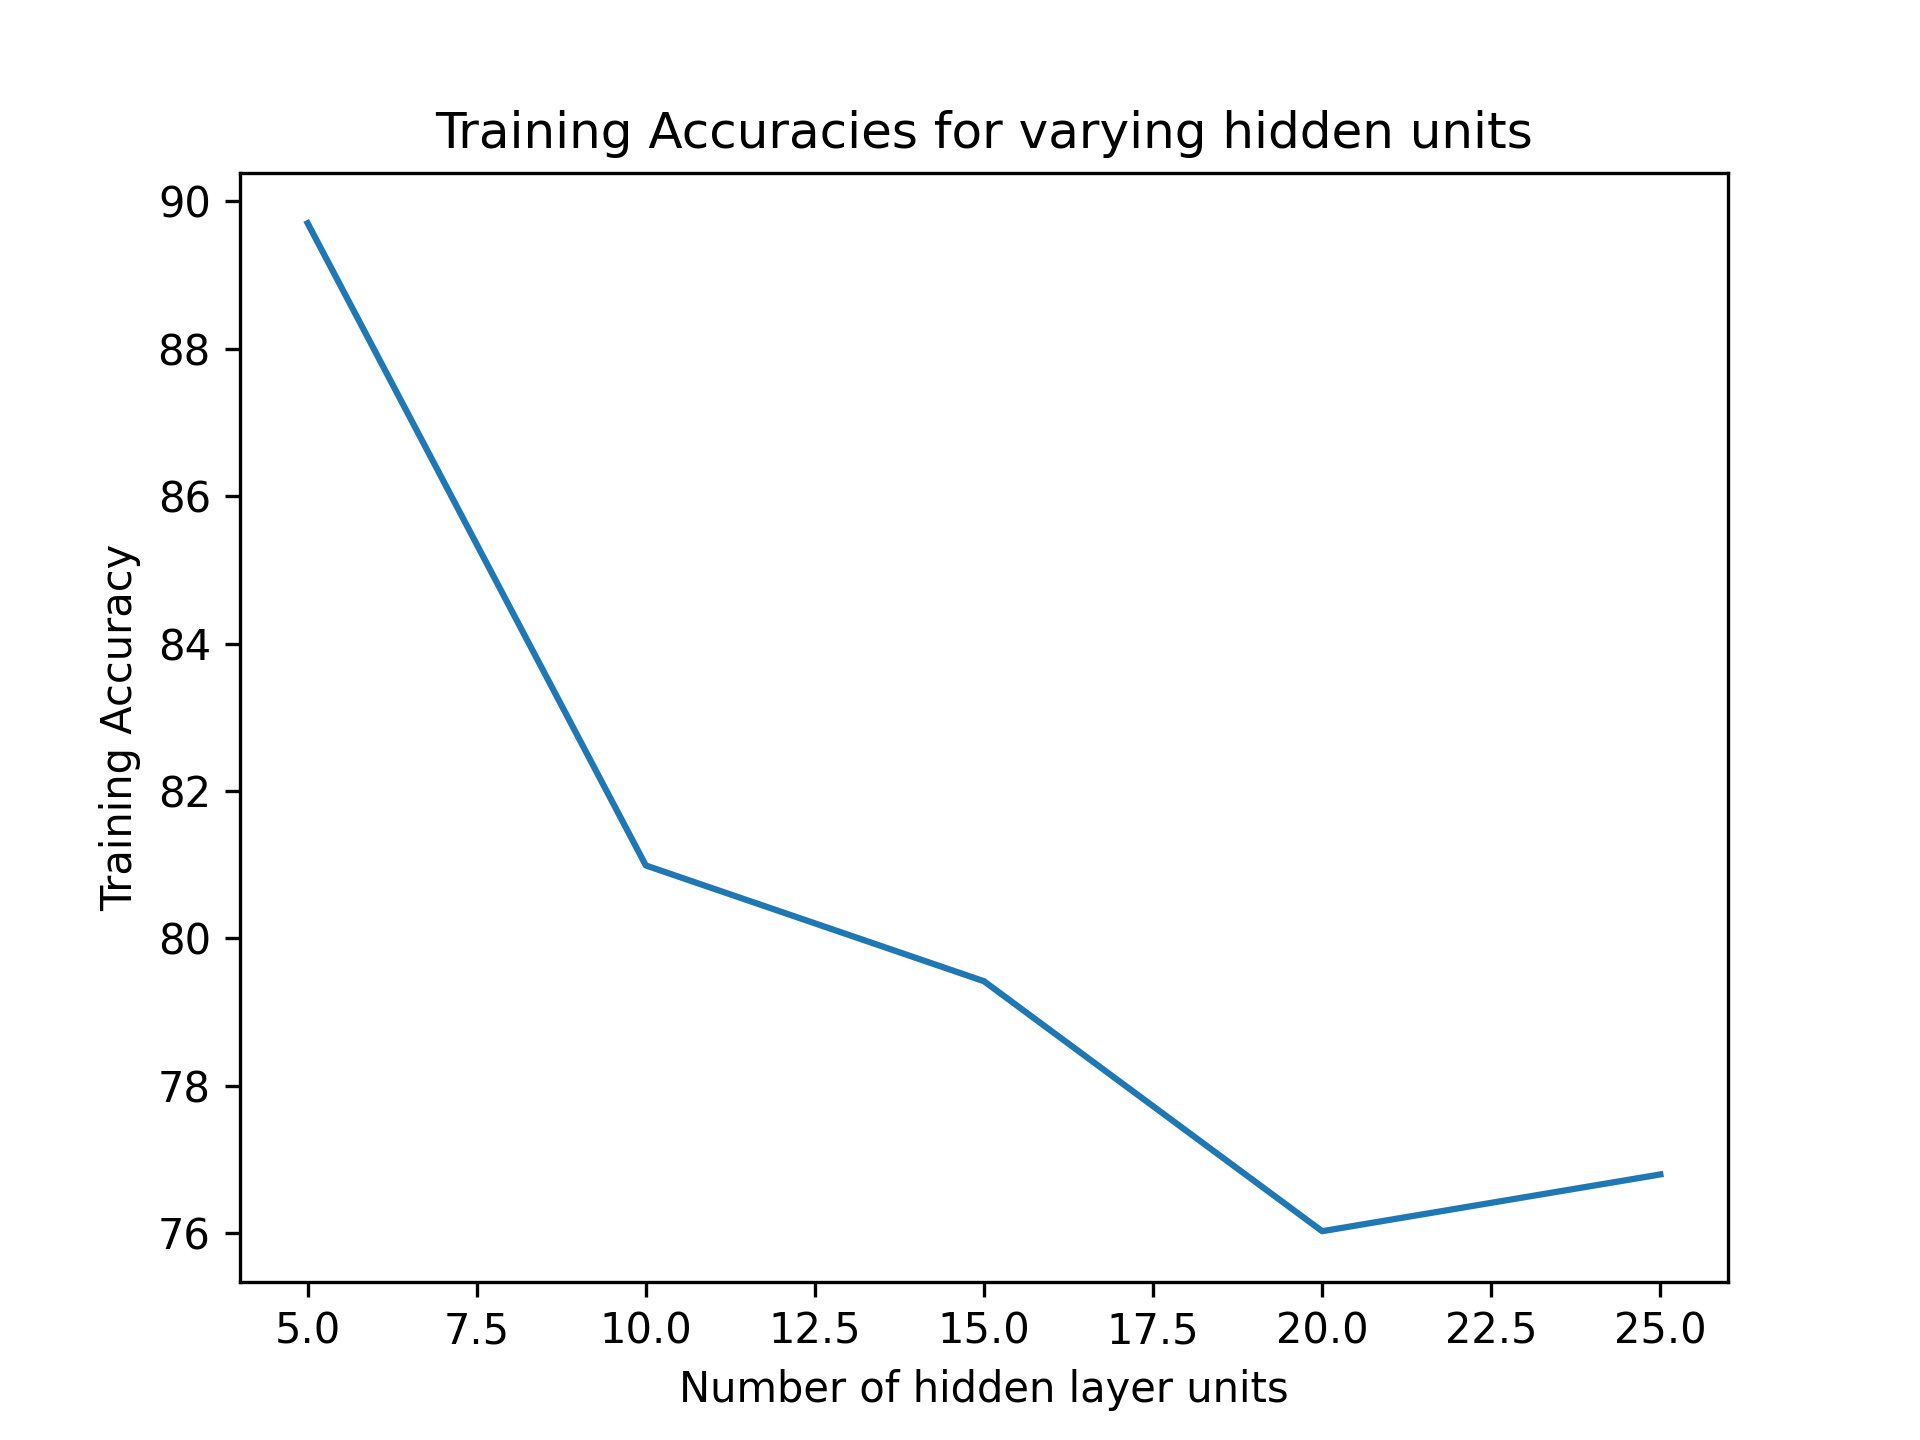 Training Accuracies for varying hidden units
90
88
86
84
82
80
78
76
Training Accuracy
5.0 7.5 10.0 12.5 15.0 17.5 20.0 22.5 25.0
Number of hidden layer units